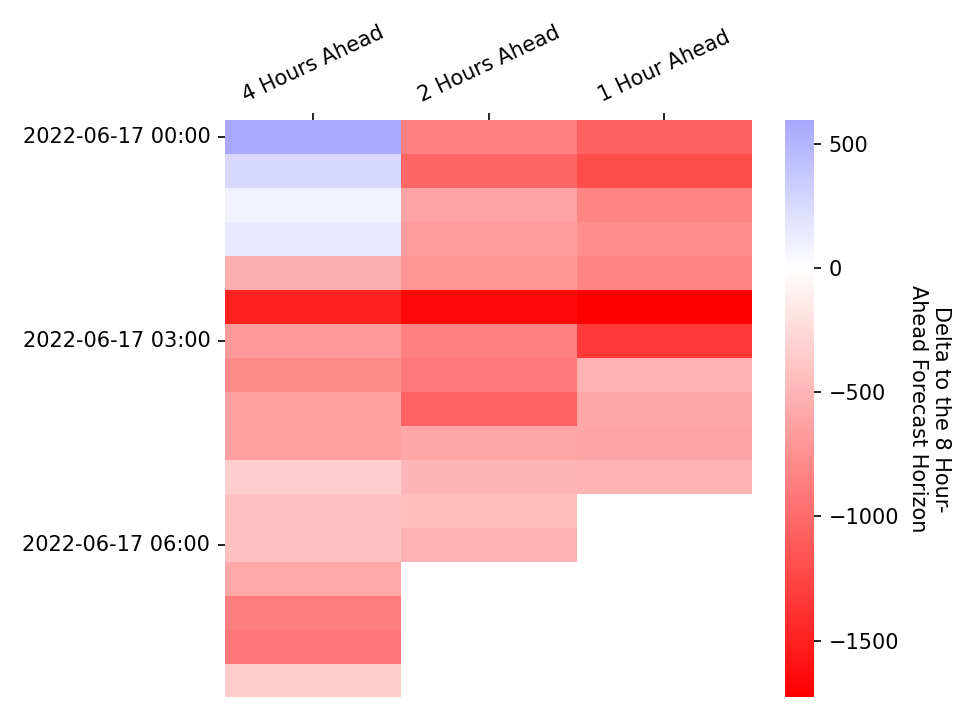 4 Hours Ahead
2 Hours Ahead
1 Hour Ahead
2022-06-17 00:00
2022-06-17 03:00
2022-06-17 06:00
500
0
−500
−1000
−1500
Delta to the 8 Hour-
Ahead Forecast Horizon